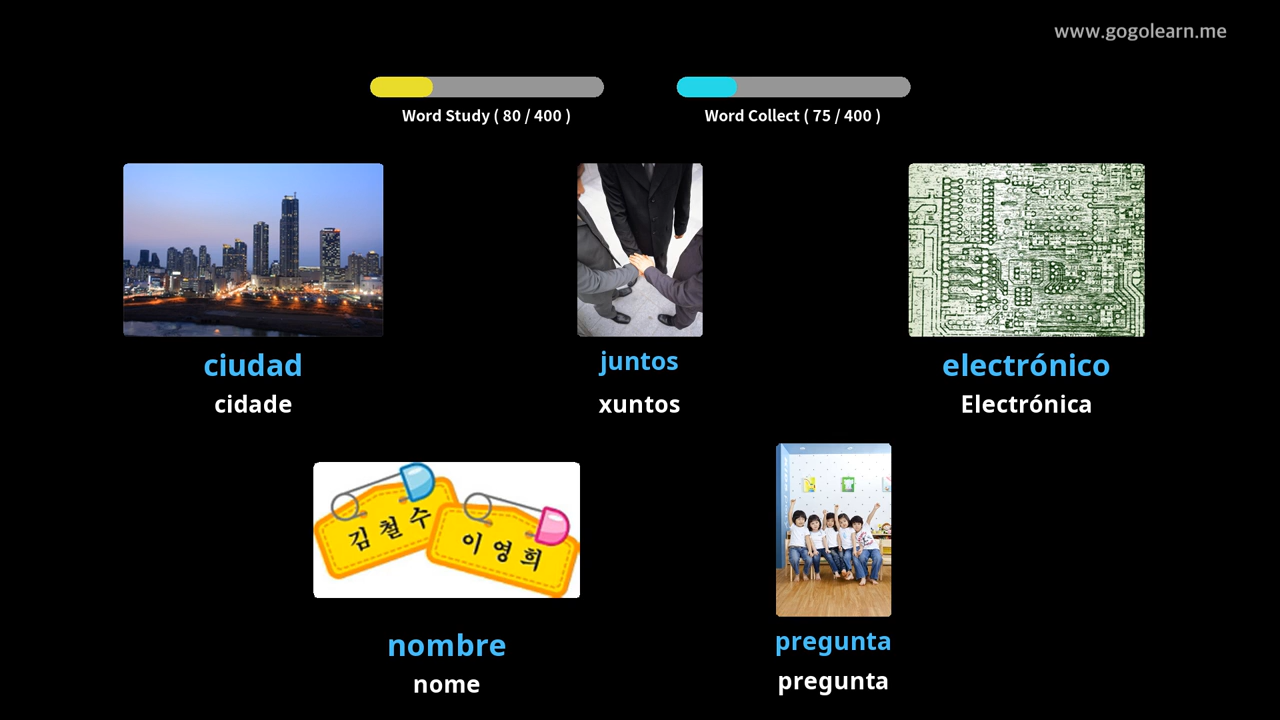 www.gogolearn.me
Word Study ( 80 / 400 )
Word Collect ( 75 / 400 )
ciudad
cidade
juntos
xuntos
electrónico
Electrónica
김철수
이영희
nombre
nome
pregunta
pregunta